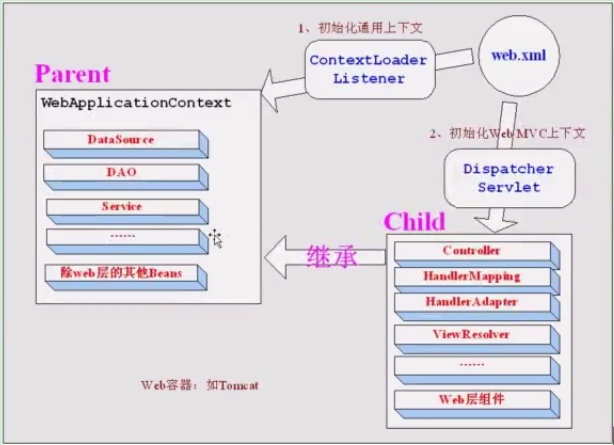 1、初始化通用上下文
ContextLoader
Listener
web.xml
Parent
WebApplicationContext
DataSource
DAO
Service
······
除web层的其他Beans
2、初始化Web MVC上下文
Dispatcher
Servlet
Child
继承
Controller
HandlerMapping
HandlerAdapter
ViewResolver
······
Web层组件
Web容器：如Tomcat